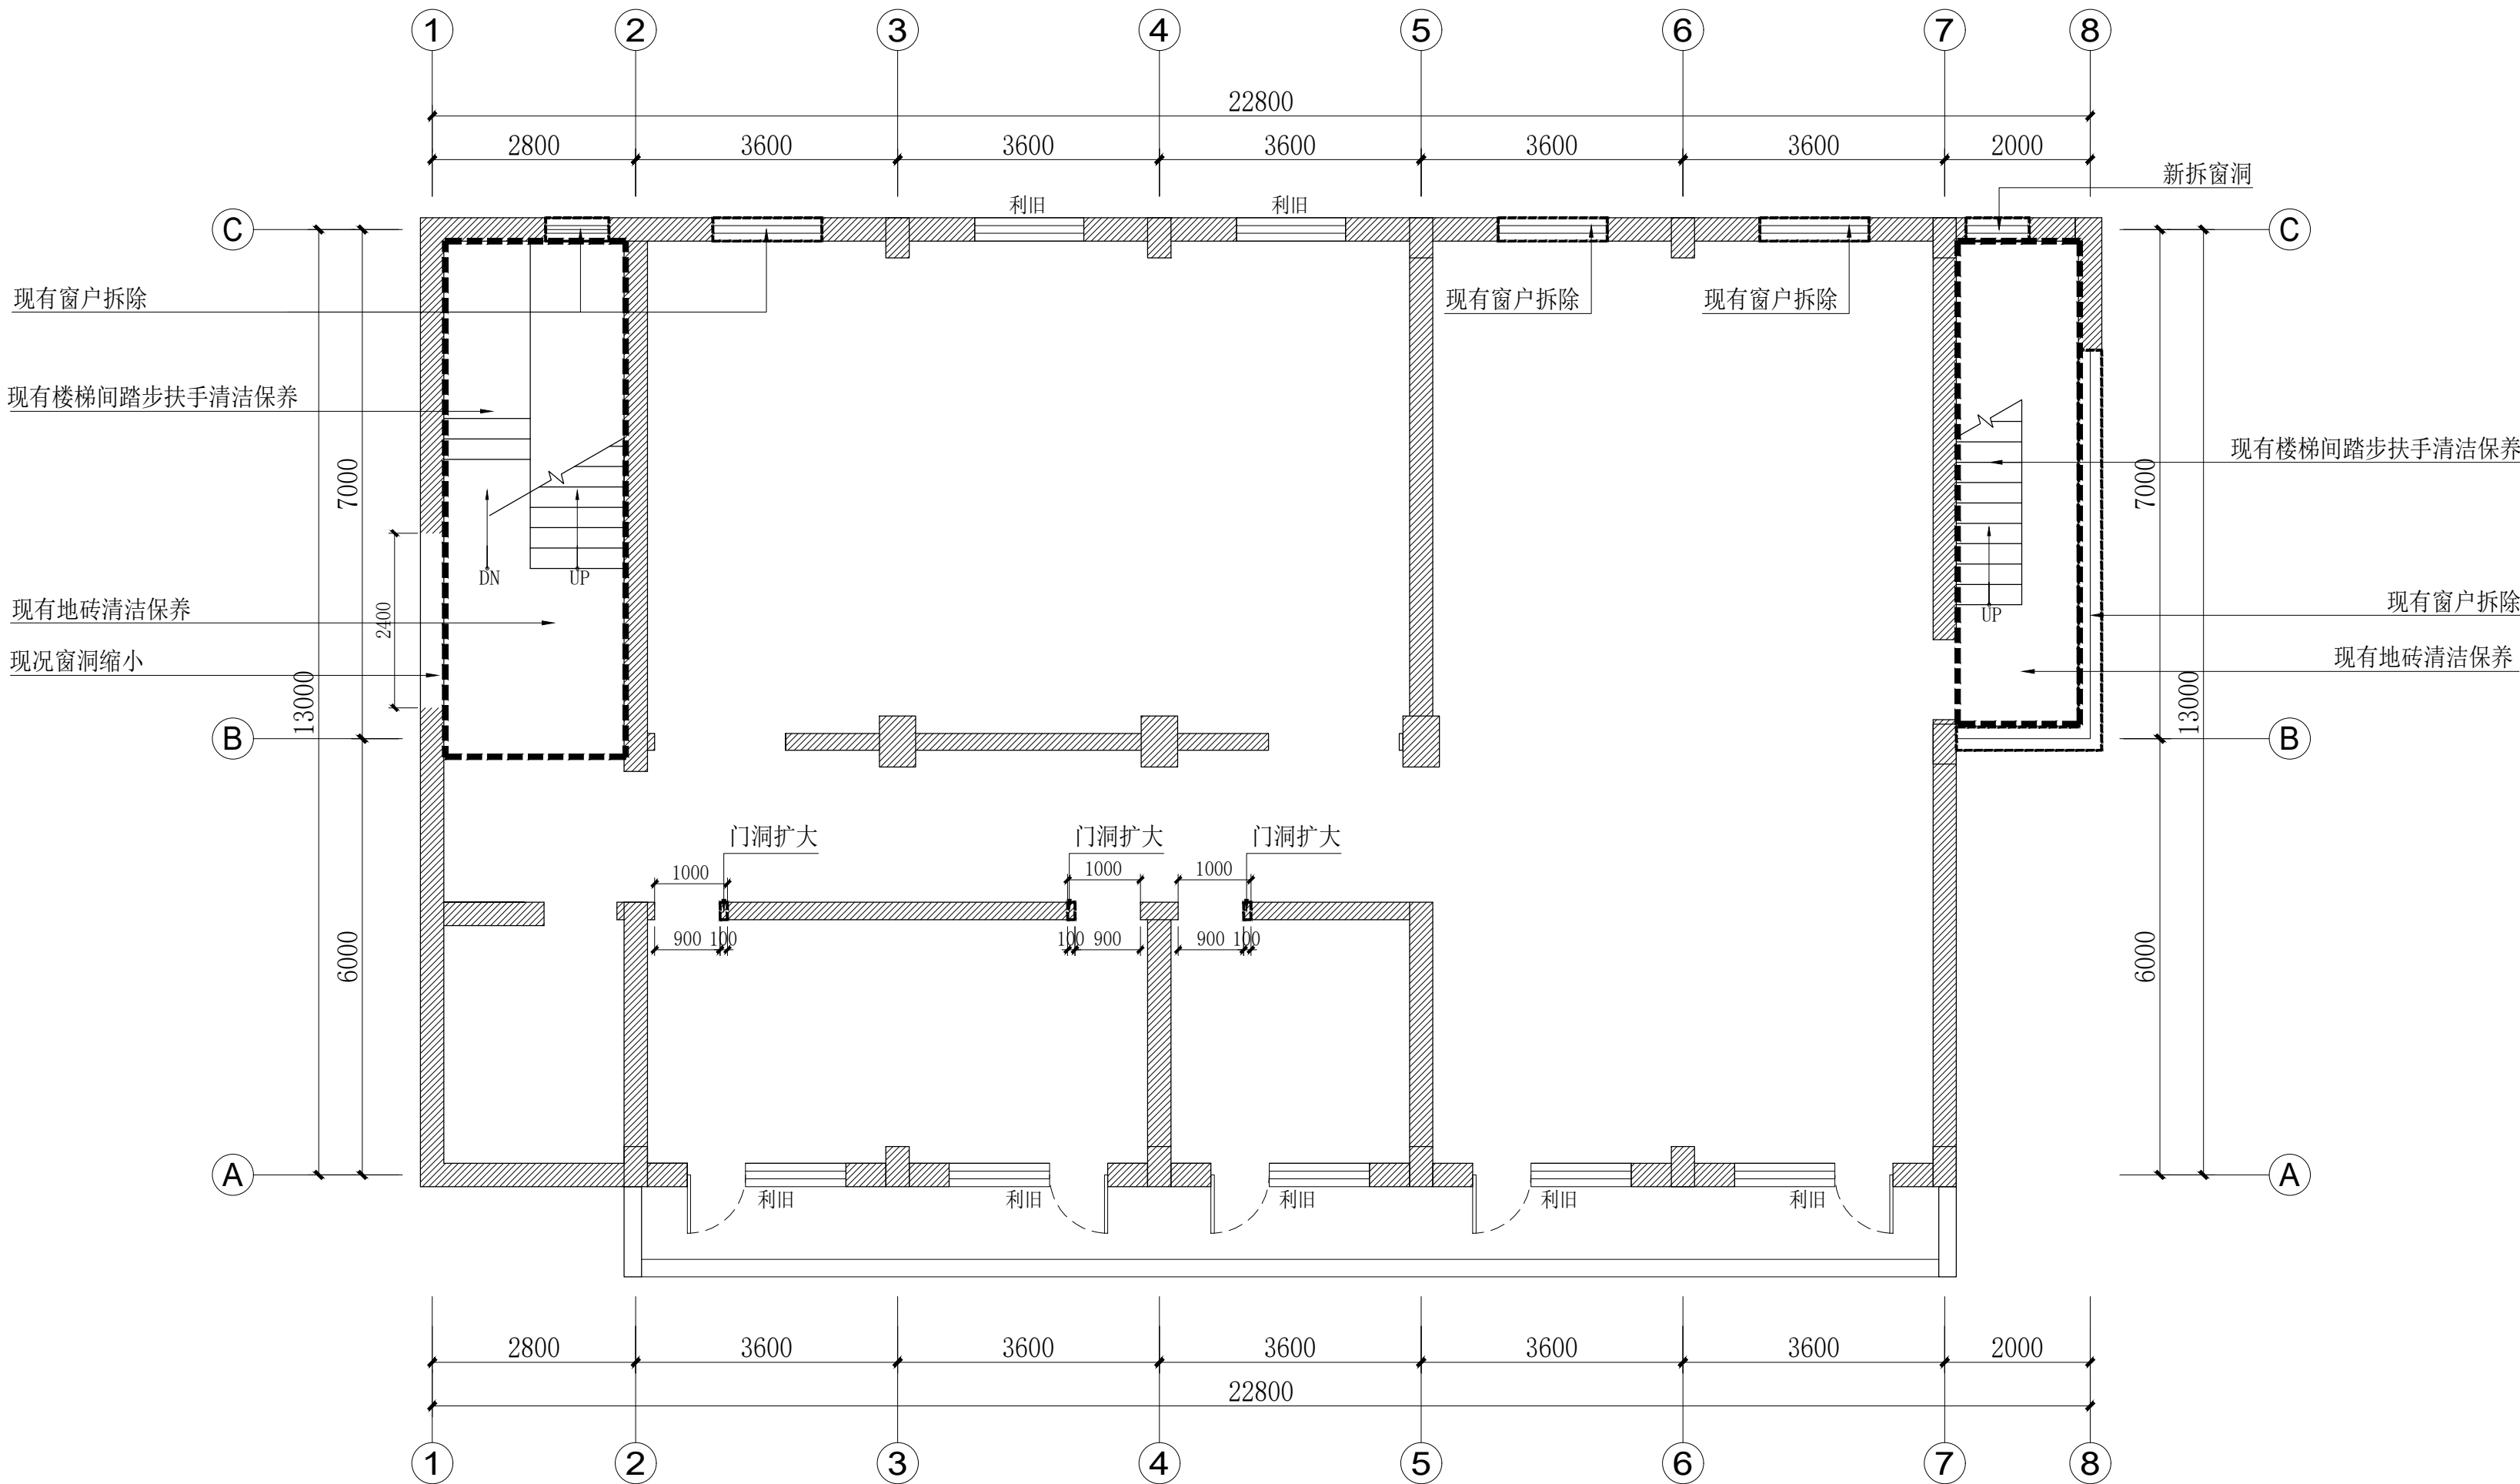 1 2 3 4 5 6 7 8
22800
2800 3600 3600 3600 3600 3600 2000
新拆窗洞
利旧 利旧
C C
现有窗户拆除 现有窗户拆除 现有窗户拆除
现有楼梯间踏步扶手清洁保养
现有楼梯间踏步扶手清洁保养
7000 7000
DN UP
现有地砖清洁保养
2400
现有窗户拆除
UP
现况窗洞缩小
现有地砖清洁保养
13000 13000
B B
门洞扩大 门洞扩大 门洞扩大
1000 1000 1000
900 100 100 900 900 100
6000 6000
A A
利旧 利旧 利旧 利旧 利旧
2800 3600 3600 3600 3600 3600 2000
22800
1 2 3 4 5 6 7 8